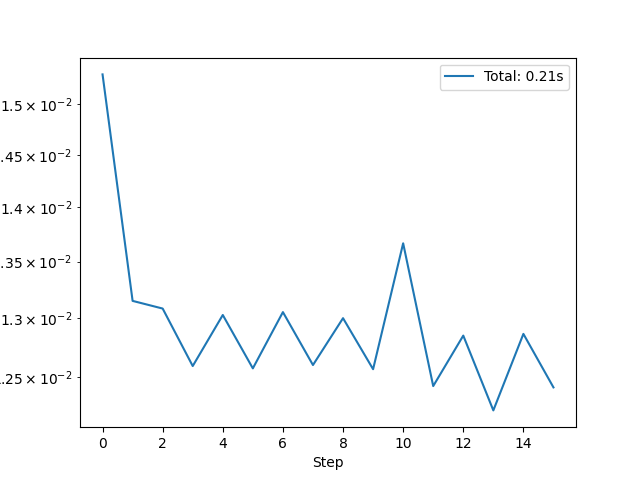 Total: 0.21s
1.5 × 10⁻²
.45 × 10⁻²
1.4 × 10⁻²
.35 × 10⁻²
1.3 × 10⁻²
.25 × 10⁻²
0 2 4 6 8 10 12 14
Step